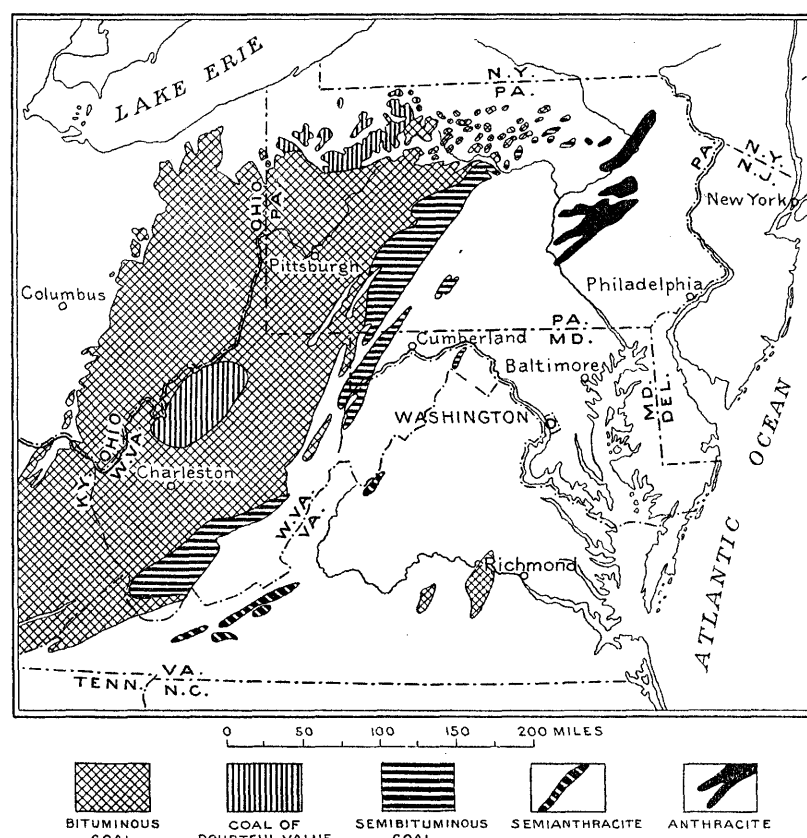 LAKE ERIE
N.Y.
PA.
PA.
N.Y.
N.J.
New York
OHIO
PA.
Pittsburgh
Columbus
Philadelphia
PA.
MD.
Cumberland
Baltimore
MD.
DEL.
WASHINGTON
OHIO
W.VA.
KY.
Charleston
W.VA.
VA.
Richmond
ATLANTIC OCEAN
VA.
TENN.
N.C.
0 50 100 150 200 MILES
BITUMINOUS COAL
COAL OF DOUBTFUL VALUE
SEMIBITUMINOUS COAL
SEMIANTHRACITE
ANTHRACITE